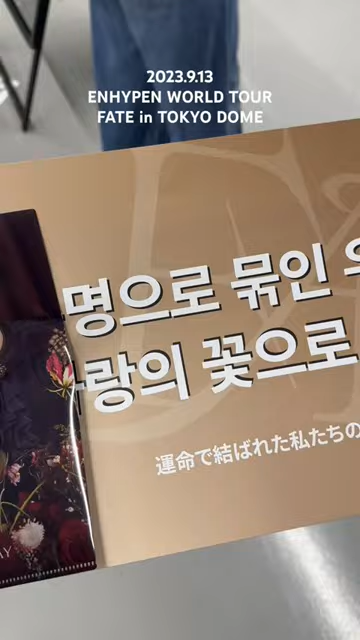 2023.9.13
ENHYPEN WORLD TOUR
FATE in TOKYO DOME
명으로 묶인
랑의 꽃으로
運命で結ばれた私たちの
AY